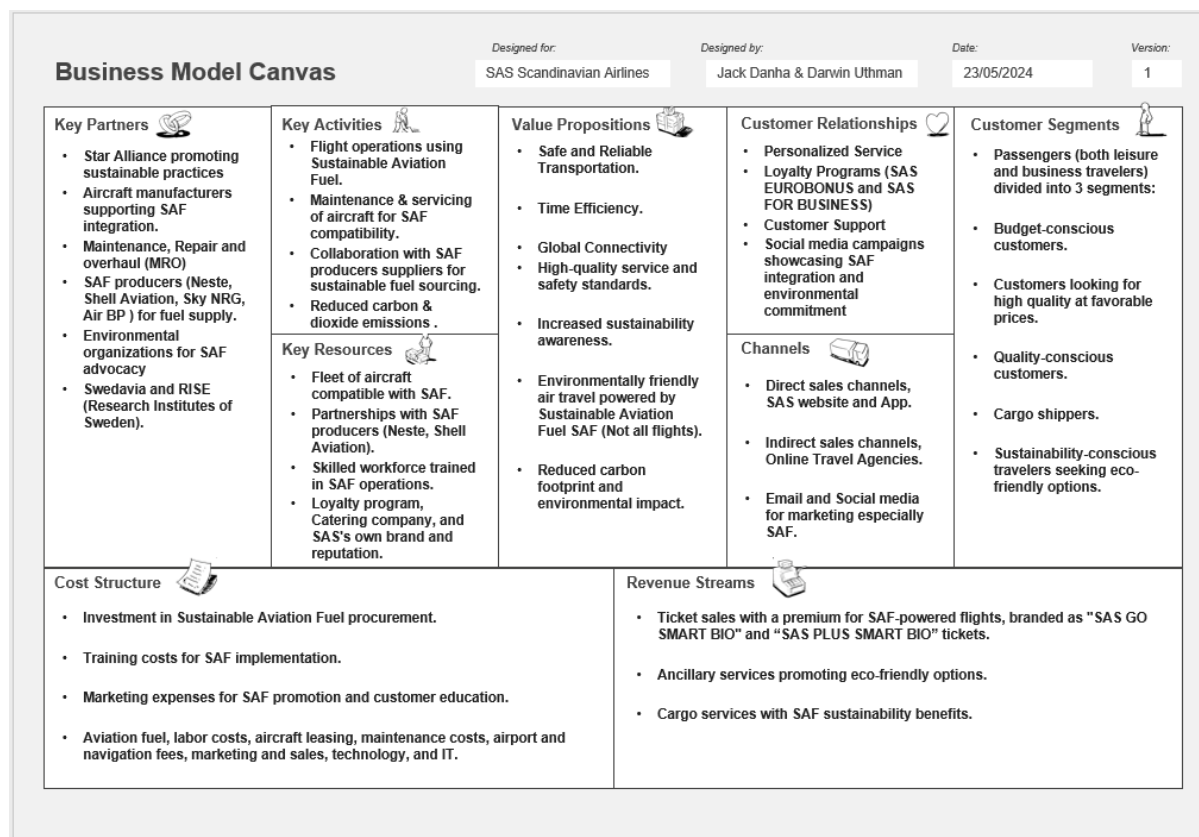 Business Model Canvas
Designed for:
SAS Scandinavian Airlines
Designed by:
Jack Danha & Darwin Uthman
Date:
23/05/2024
Version:
1
Key Partners
• Star Alliance promoting
sustainable practices
• Aircraft manufacturers
supporting SAF
integration.
• Maintenance, Repair and
overhaul (MRO)
• SAF producers (Neste,
Shell Aviation, Sky NRG,
Air BP ) for fuel supply.
• Environmental
organizations for SAF
advocacy
• Swedavia and RISE
(Research Institutes of
Sweden).
Key Activities
• Flight operations using
Sustainable Aviation
Fuel.
• Maintenance & servicing
of aircraft for SAF
compatibility.
• Collaboration with SAF
producers suppliers for
sustainable fuel sourcing.
• Reduced carbon &
dioxide emissions .
Key Resources
• Fleet of aircraft
compatible with SAF.
• Partnerships with SAF
producers (Neste, Shell
Aviation).
• Skilled workforce trained
in SAF operations.
• Loyalty program,
Catering company, and
SAS's own brand and
reputation.
Value Propositions
• Safe and Reliable
Transportation.
• Time Efficiency.
• Global Connectivity
• High-quality service and
safety standards.
• Increased sustainability
awareness.
• Environmentally friendly
air travel powered by
Sustainable Aviation
Fuel SAF (Not all flights).
• Reduced carbon
footprint and
environmental impact.
Customer Relationships
• Personalized Service
• Loyalty Programs (SAS
EUROBONUS and SAS
FOR BUSINESS)
• Customer Support
• Social media campaigns
showcasing SAF
integration and
environmental
commitment
Channels
• Direct sales channels,
SAS website and App.
• Indirect sales channels,
Online Travel Agencies.
• Email and Social media
for marketing especially
SAF.
Customer Segments
• Passengers (both leisure
and business travelers)
divided into 3 segments:
• Budget-conscious
customers.
• Customers looking for
high quality at favorable
prices.
• Quality-conscious
customers.
• Cargo shippers.
• Sustainability-conscious
travelers seeking eco-
friendly options.
Cost Structure
• Investment in Sustainable Aviation Fuel procurement.
• Training costs for SAF implementation.
• Marketing expenses for SAF promotion and customer education.
• Aviation fuel, labor costs, aircraft leasing, maintenance costs, airport and
navigation fees, marketing and sales, technology, and IT.
Revenue Streams
• Ticket sales with a premium for SAF-powered flights, branded as "SAS GO
SMART BIO" and “SAS PLUS SMART BIO” tickets.
• Ancillary services promoting eco-friendly options.
• Cargo services with SAF sustainability benefits.